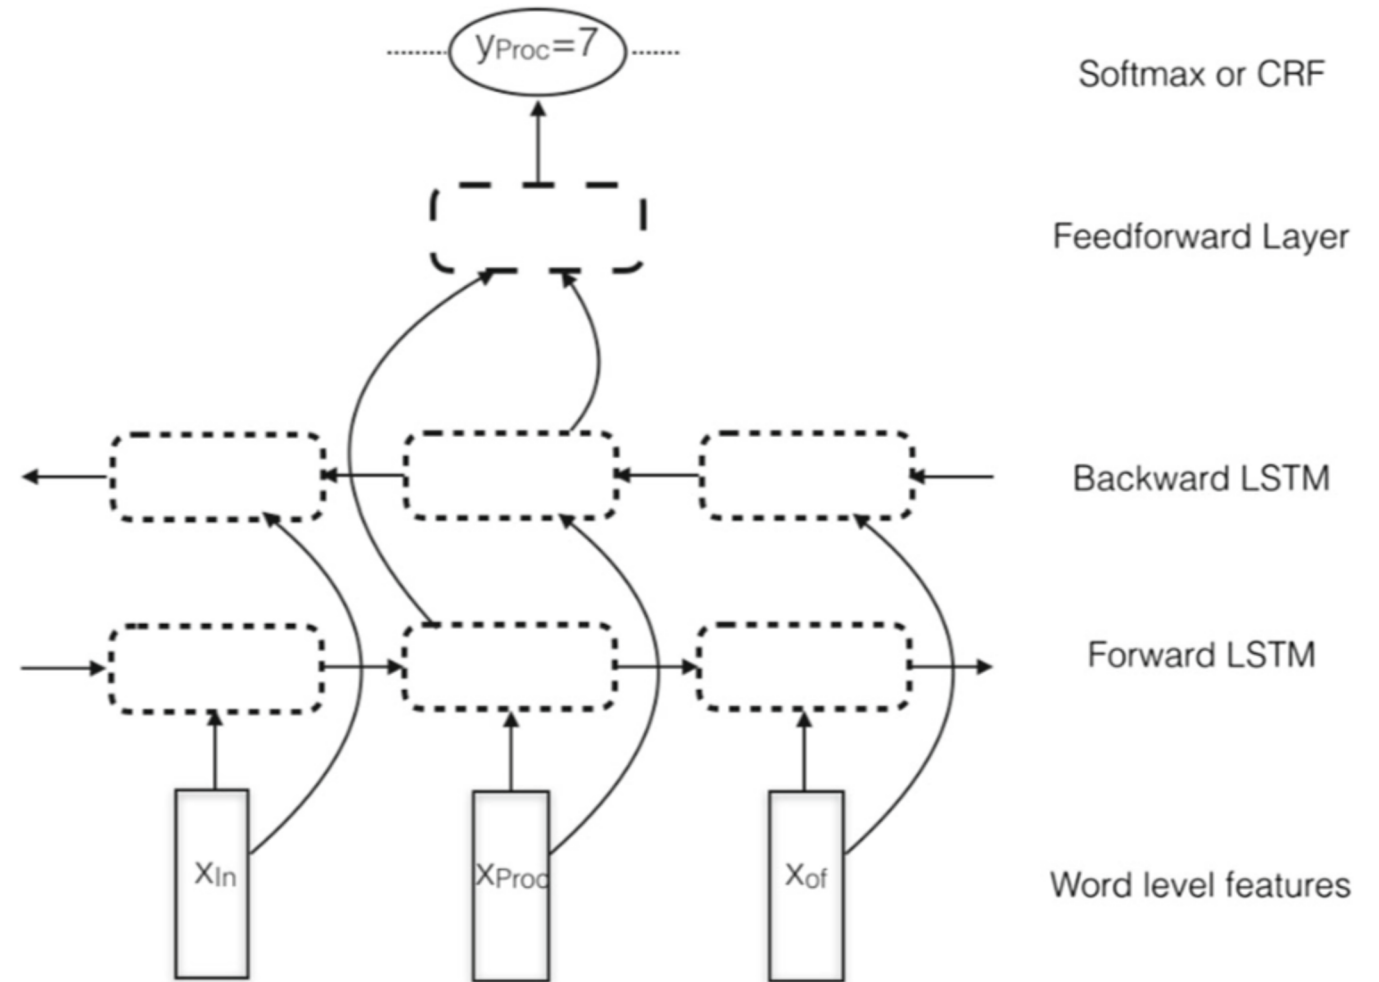 yProc=7
Softmax or CRF
Feedforward Layer
Backward LSTM
Forward LSTM
xIn
xProc
xof
Word level features